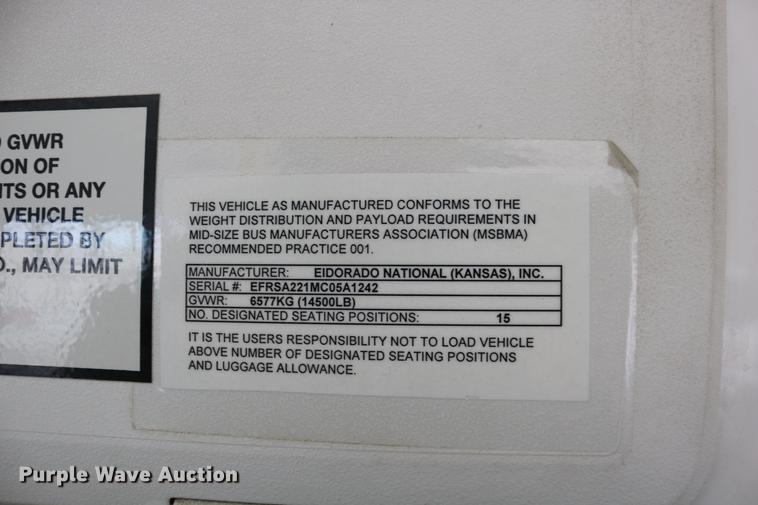 GVWR
ON OF
ITS OR ANY
VEHICLE
PLETED BY
O., MAY LIMIT
THIS VEHICLE AS MANUFACTURED CONFORMS TO THE
WEIGHT DISTRIBUTION AND PAYLOAD REQUIREMENTS IN
MID-SIZE BUS MANUFACTURERS ASSOCIATION (MSBMA)
RECOMMENDED PRACTICE 001.
MANUFACTURER: EIDORADO NATIONAL (KANSAS), INC.
SERIAL #: EFRSA221MC05A1242
GVWR: 6577KG (14500LB)
NO. DESIGNATED SEATING POSITIONS: 15
IT IS THE USERS RESPONSIBILITY NOT TO LOAD VEHICLE
ABOVE NUMBER OF DESIGNATED SEATING POSITIONS
AND LUGGAGE ALLOWANCE.
Purple Wave Auction